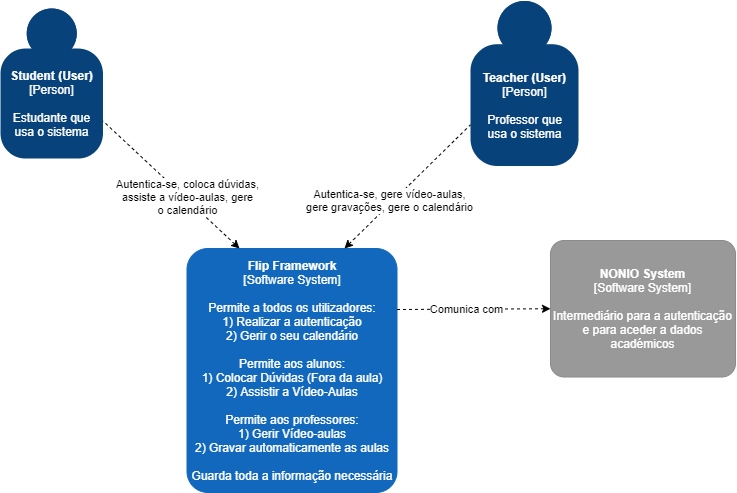 Student (User)
[Person]
Estudante que
usa o sistema
Teacher (User)
[Person]
Professor que
usa o sistema
Autentica-se, coloca dúvidas,
assiste a vídeo-aulas, gere
o calendário
Autentica-se, gere vídeo-aulas,
gere gravações, gere o calendário
Flip Framework
[Software System]
Permite a todos os utilizadores:
1) Realizar a autenticação
2) Gerir o seu calendário
Permite aos alunos:
1) Colocar Dúvidas (Fora da aula)
2) Assistir a Vídeo-Aulas
Permite aos professores:
1) Gerir Vídeo-aulas
2) Gravar automaticamente as aulas
Guarda toda a informação necessária
Comunica com
NONIO System
[Software System]
Intermediário para a autenticação
e para aceder a dados
académicos